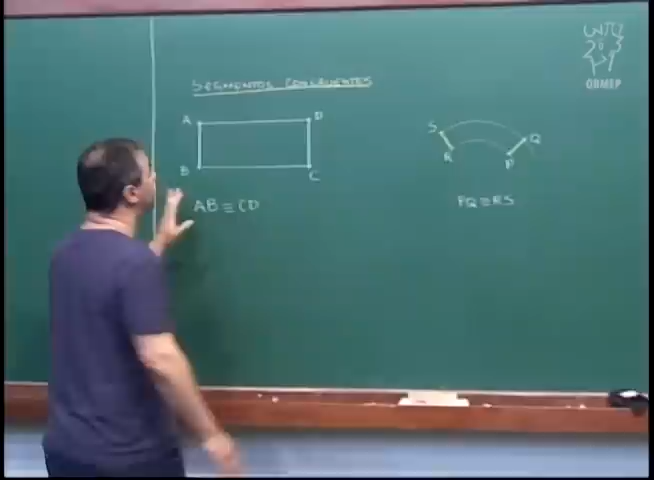 SEGMENTOS CONGRUENTES
A D
B C
AB ≡ CD
S Q
R P
PQ ≡ RS
OBMEP